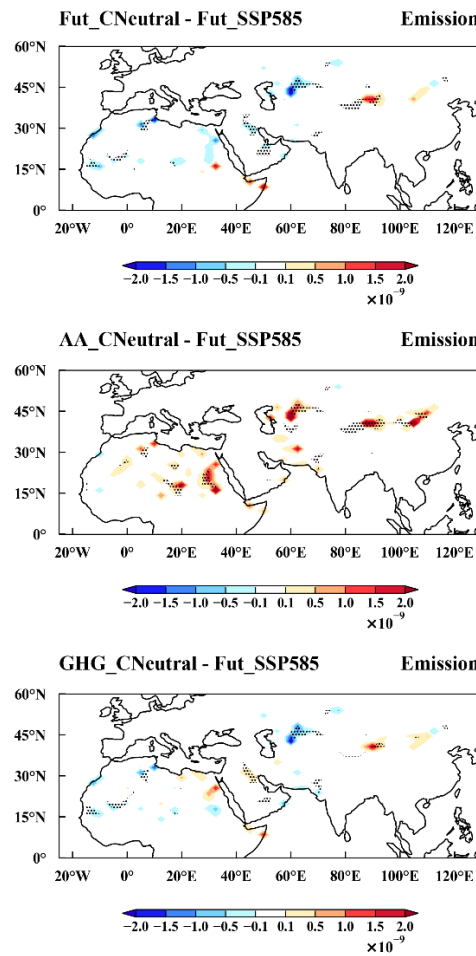 Fut_CNeutral - Fut_SSP585 Emission
60°N
45°N
30°N
15°N
0°
20°W 0° 20°E 40°E 60°E 80°E 100°E 120°E
−2.0 −1.5 −1.0 −0.5 −0.1 0.1 0.5 1.0 1.5 2.0
×10⁻⁹
AA_CNeutral - Fut_SSP585 Emission
60°N
45°N
30°N
15°N
0°
20°W 0° 20°E 40°E 60°E 80°E 100°E 120°E
−2.0 −1.5 −1.0 −0.5 −0.1 0.1 0.5 1.0 1.5 2.0
×10⁻⁹
GHG_CNeutral - Fut_SSP585 Emission
60°N
45°N
30°N
15°N
0°
20°W 0° 20°E 40°E 60°E 80°E 100°E 120°E
−2.0 −1.5 −1.0 −0.5 −0.1 0.1 0.5 1.0 1.5 2.0
×10⁻⁹